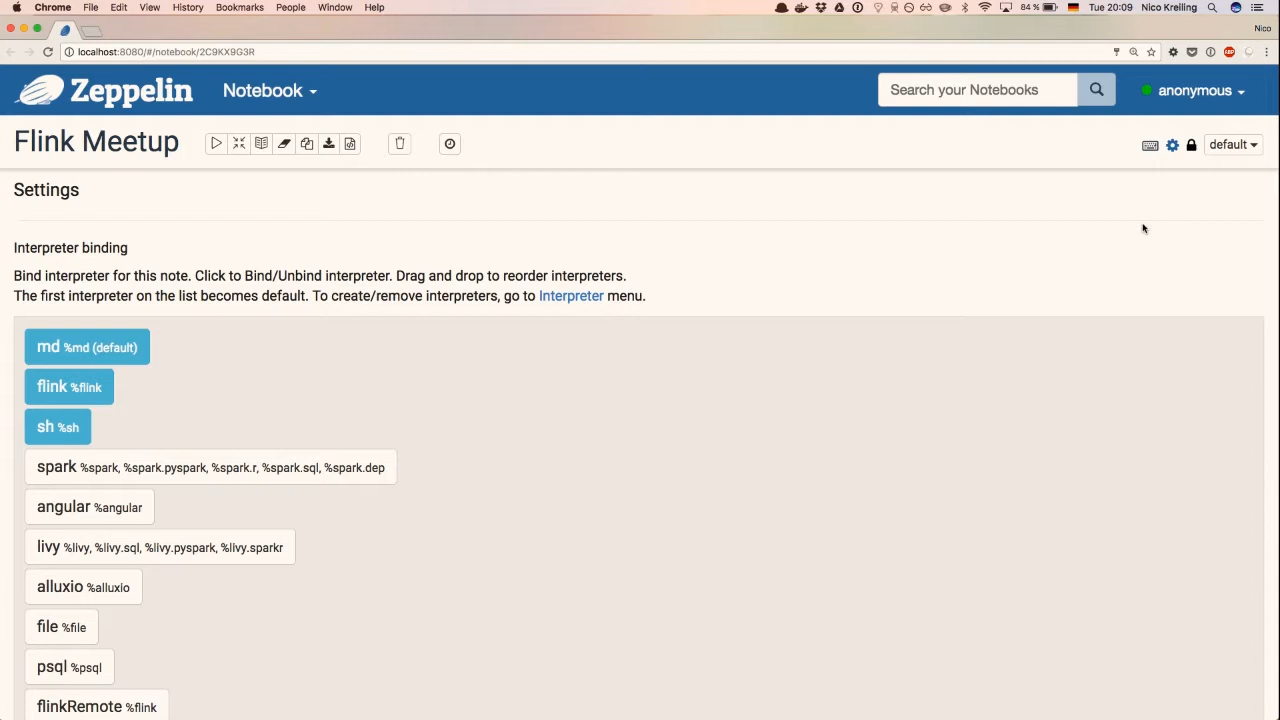 Chrome File Edit View History Bookmarks People Window Help 84 % Tue 20:09 Nico Kreiling
Nico
localhost:8080/#/notebook/2C9KX9G3R
Zeppelin Notebook Search your Notebooks anonymous
Flink Meetup default
Settings
Interpreter binding
Bind interpreter for this note. Click to Bind/Unbind interpreter. Drag and drop to reorder interpreters.
The first interpreter on the list becomes default. To create/remove interpreters, go to Interpreter menu.
md %md (default)
flink %flink
sh %sh
spark %spark, %spark.pyspark, %spark.r, %spark.sql, %spark.dep
angular %angular
livy %livy, %livy.sql, %livy.pyspark, %livy.sparkr
alluxio %alluxio
file %file
psql %psql
flinkRemote %flink